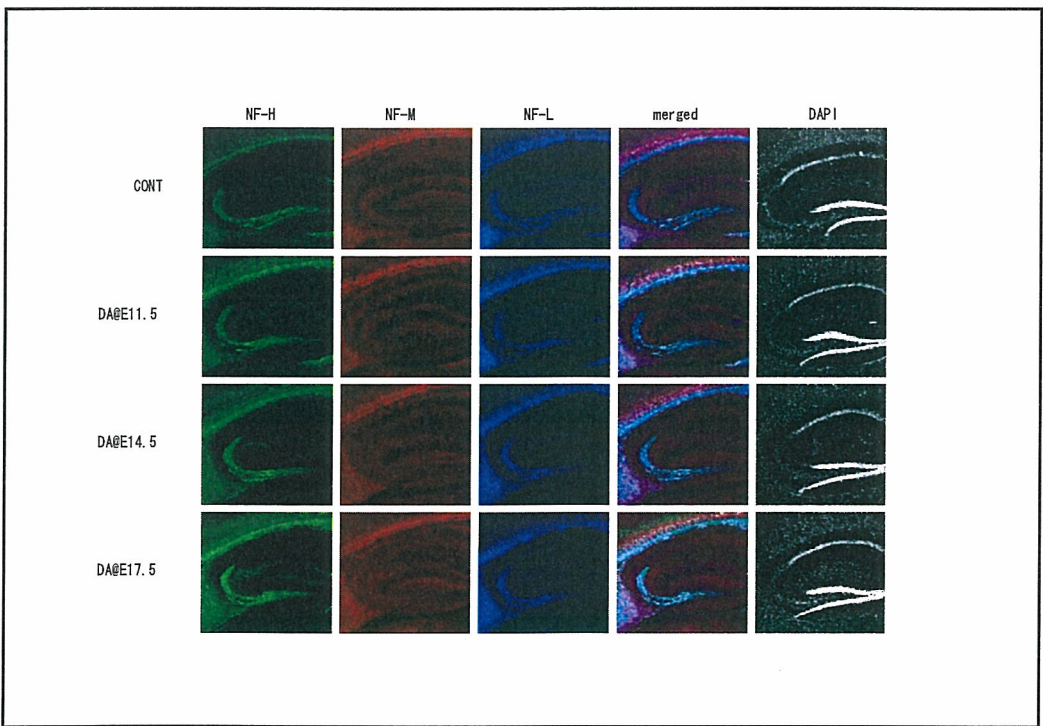 NF-H NF-M NF-L merged DAPI
CONT
DA@E11.5
DA@E14.5
DA@E17.5